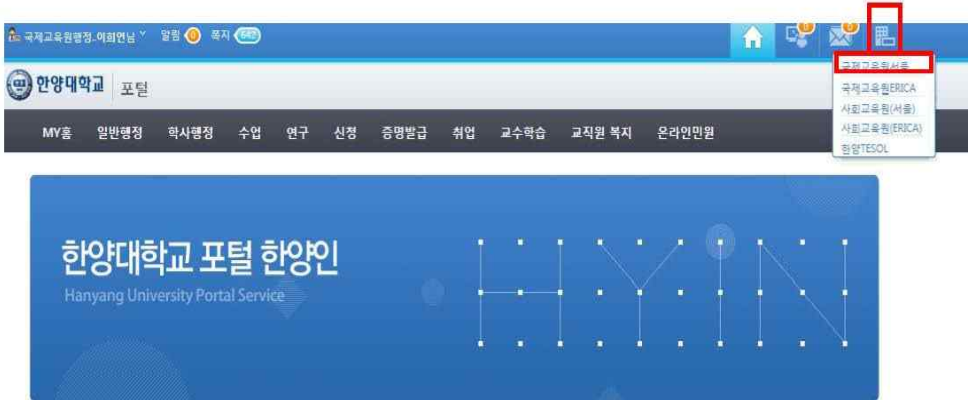 국제교육원행정.이희연님 알림 0 쪽지 642
0 0
국제교육원서울
국제교육원ERICA
사회교육원(서울)
사회교육원(ERICA)
한양TESOL
한양대학교 포털
MY홈 일반행정 학사행정 수업 연구 신청 증명발급 취업 교수학습 교직원 복지 온라인민원
한양대학교 포털 한양인
Hanyang University Portal Service
HYIN